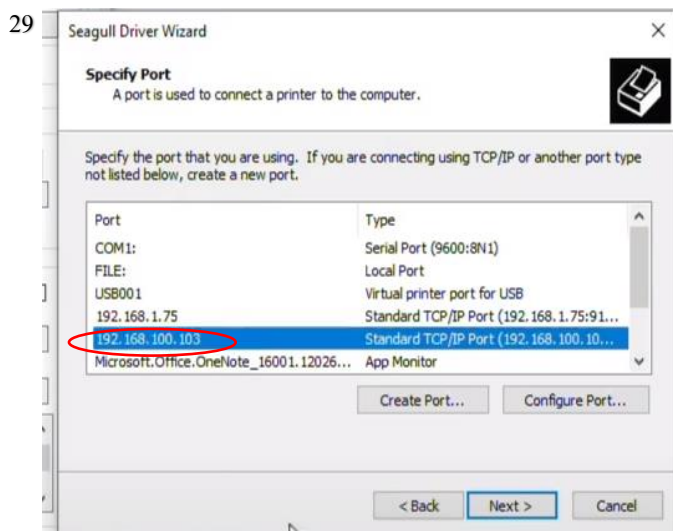 29
Seagull Driver Wizard
Specify Port
A port is used to connect a printer to the computer.
Specify the port that you are using. If you are connecting using TCP/IP or another port type
not listed below, create a new port.
Port Type
COM1: Serial Port (9600:8N1)
FILE: Local Port
USB001 Virtual printer port for USB
192.168.1.75 Standard TCP/IP Port (192.168.1.75:91...
192.168.100.103 Standard TCP/IP Port (192.168.100.10...
Microsoft.Office.OneNote_16001.12026... App Monitor
Create Port... Configure Port...
< Back Next > Cancel